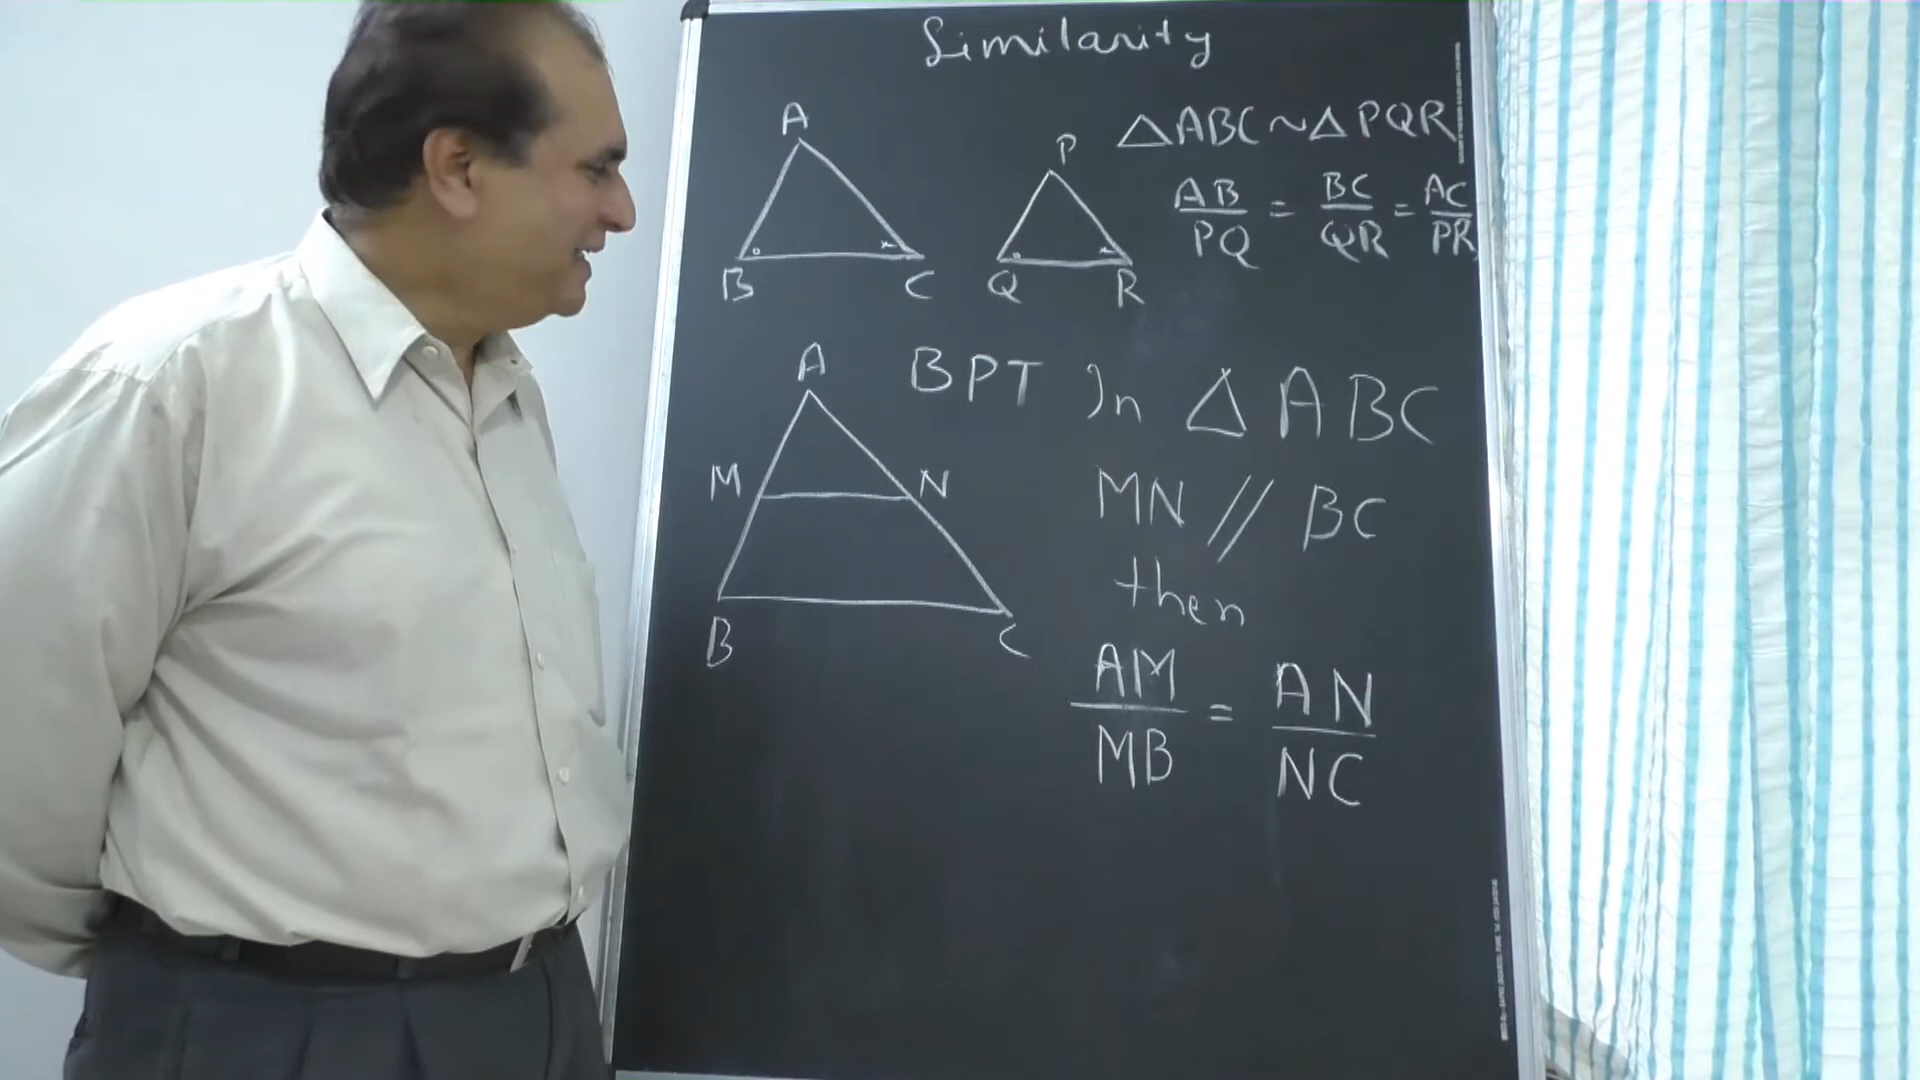 Similarity
A
B C
P
Q R
△ABC ~ △PQR
AB/PQ = BC/QR = AC/PR
A
M N
B C
BPT In △ABC
MN // BC
then
AM/MB = AN/NC